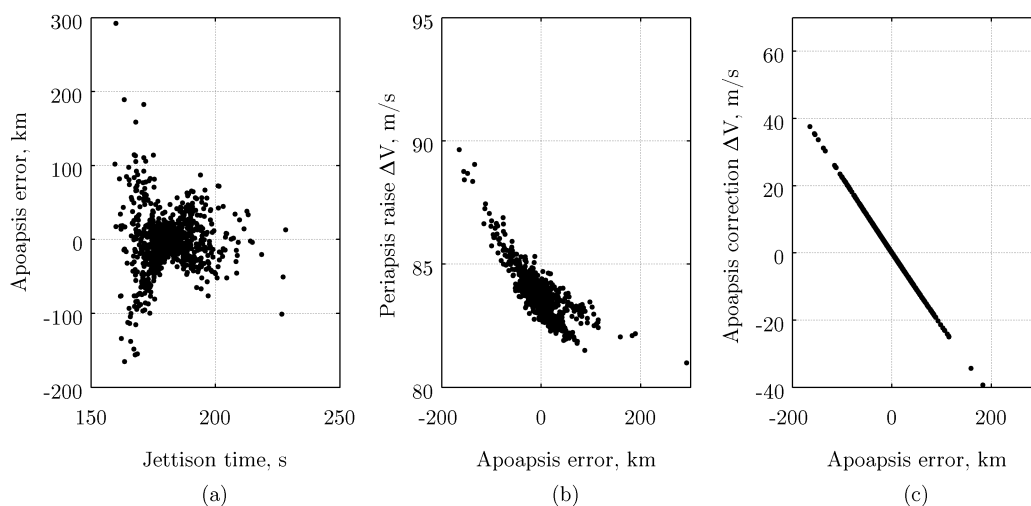 300
200
100
0
-100
-200
Apoapsis error, km
150
200
250
Jettison time, s
(a)
95
90
85
80
Periapsis raise ΔV, m/s
-200
0
200
Apoapsis error, km
(b)
60
40
20
0
-20
-40
Apoapsis correction ΔV, m/s
-200
0
200
Apoapsis error, km
(c)